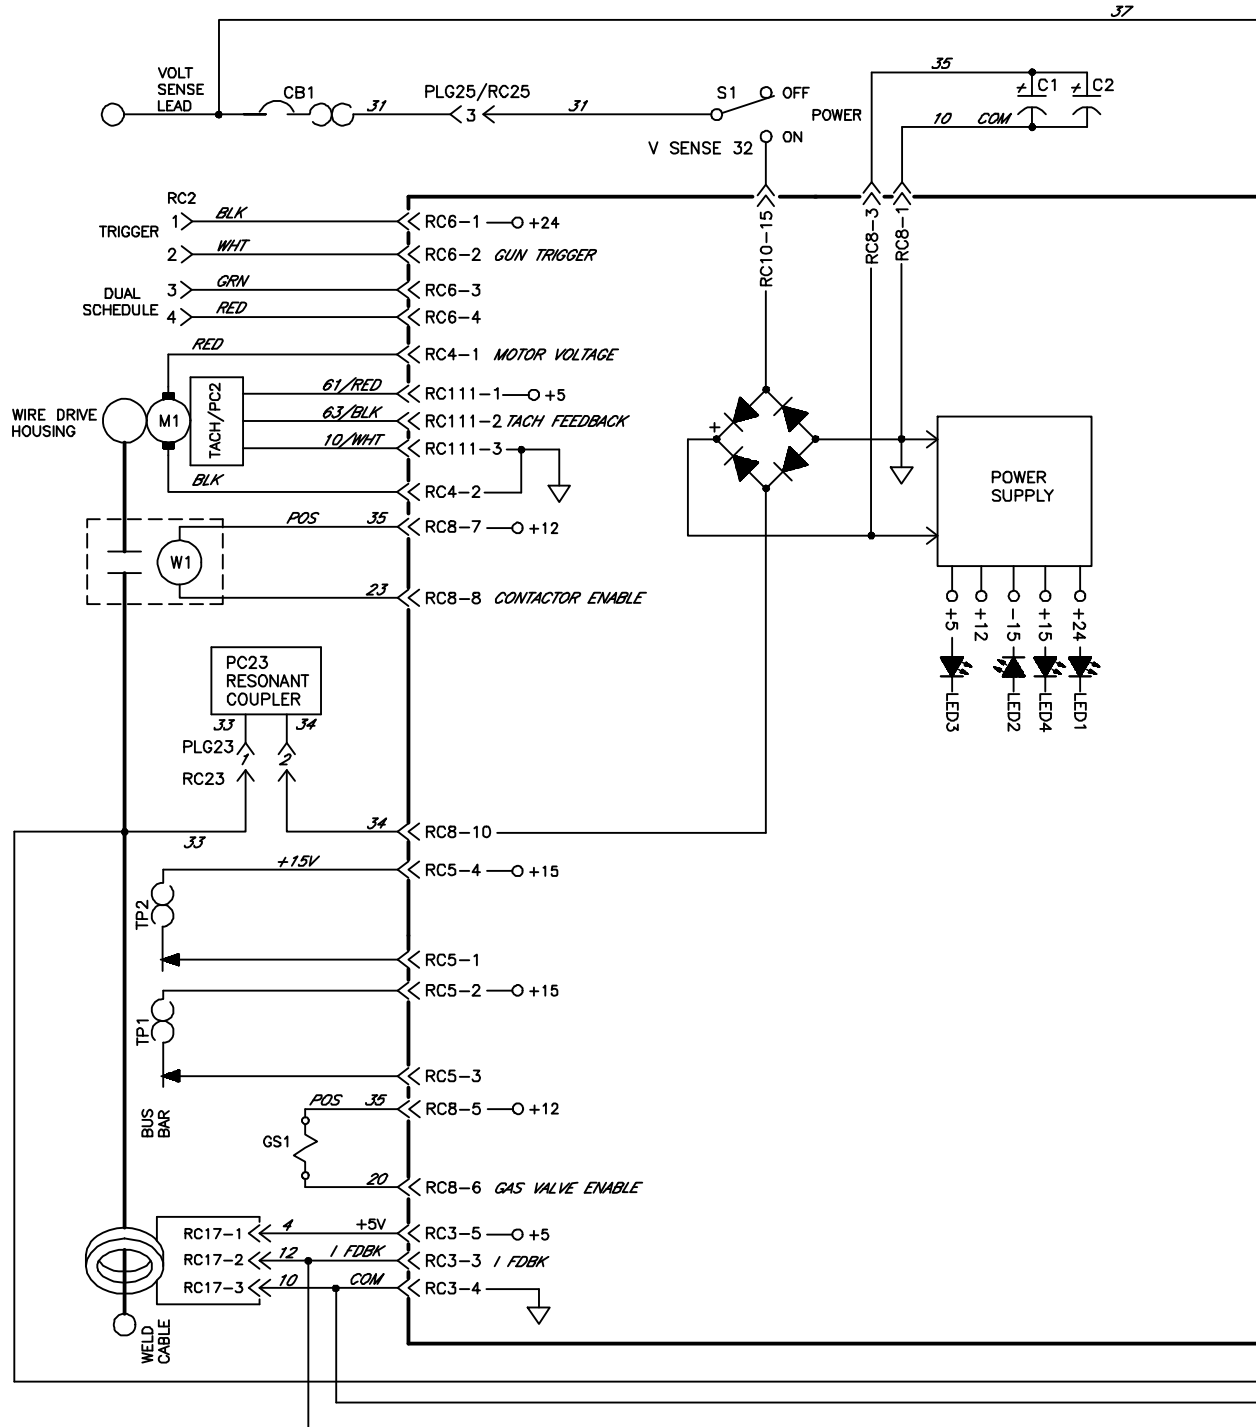 37
VOLT
SENSE
LEAD
CB1
31
PLG25/RC25
3
31
S1
OFF
POWER
ON
V SENSE 32
35
C1
C2
10
COM
RC2
TRIGGER
1
BLK
RC6-1
+24
2
WHT
RC6-2
GUN TRIGGER
DUAL
SCHEDULE
3
GRN
RC6-3
4
RED
RC6-4
RC10-15
RC8-3
RC8-1
RED
RC4-1
MOTOR VOLTAGE
WIRE DRIVE
HOUSING
M1
TACH/PC2
61/RED
RC111-1
+5
63/BLK
RC111-2
TACH FEEDBACK
10/WHT
RC111-3
BLK
RC4-2
+
POWER
SUPPLY
POS
35
RC8-7
+12
W1
23
RC8-8
CONTACTOR ENABLE
+5
+12
-15
+15
+24
LED3
LED2
LED4
LED1
PC23
RESONANT
COUPLER
33
34
PLG23
1
2
RC23
33
34
RC8-10
+15V
RC5-4
+15
TP2
RC5-1
RC5-2
+15
TP1
RC5-3
BUS
BAR
POS
35
RC8-5
+12
GS1
20
RC8-6
GAS VALVE ENABLE
RC17-1
4
+5V
RC3-5
+5
RC17-2
12
I FDBK
RC3-3
I FDBK
RC17-3
10
COM
RC3-4
WELD
CABLE